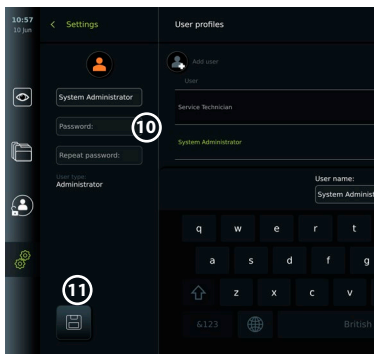 10:57
10 Jun
Settings
User profiles
Add user
User
System Administrator
Service Technician
Password:
10
System Administrator
Repeat password:
User type:
Administrator
User name:
System Administ
q w e r t
a s d f g
11
z x c v
&123
British